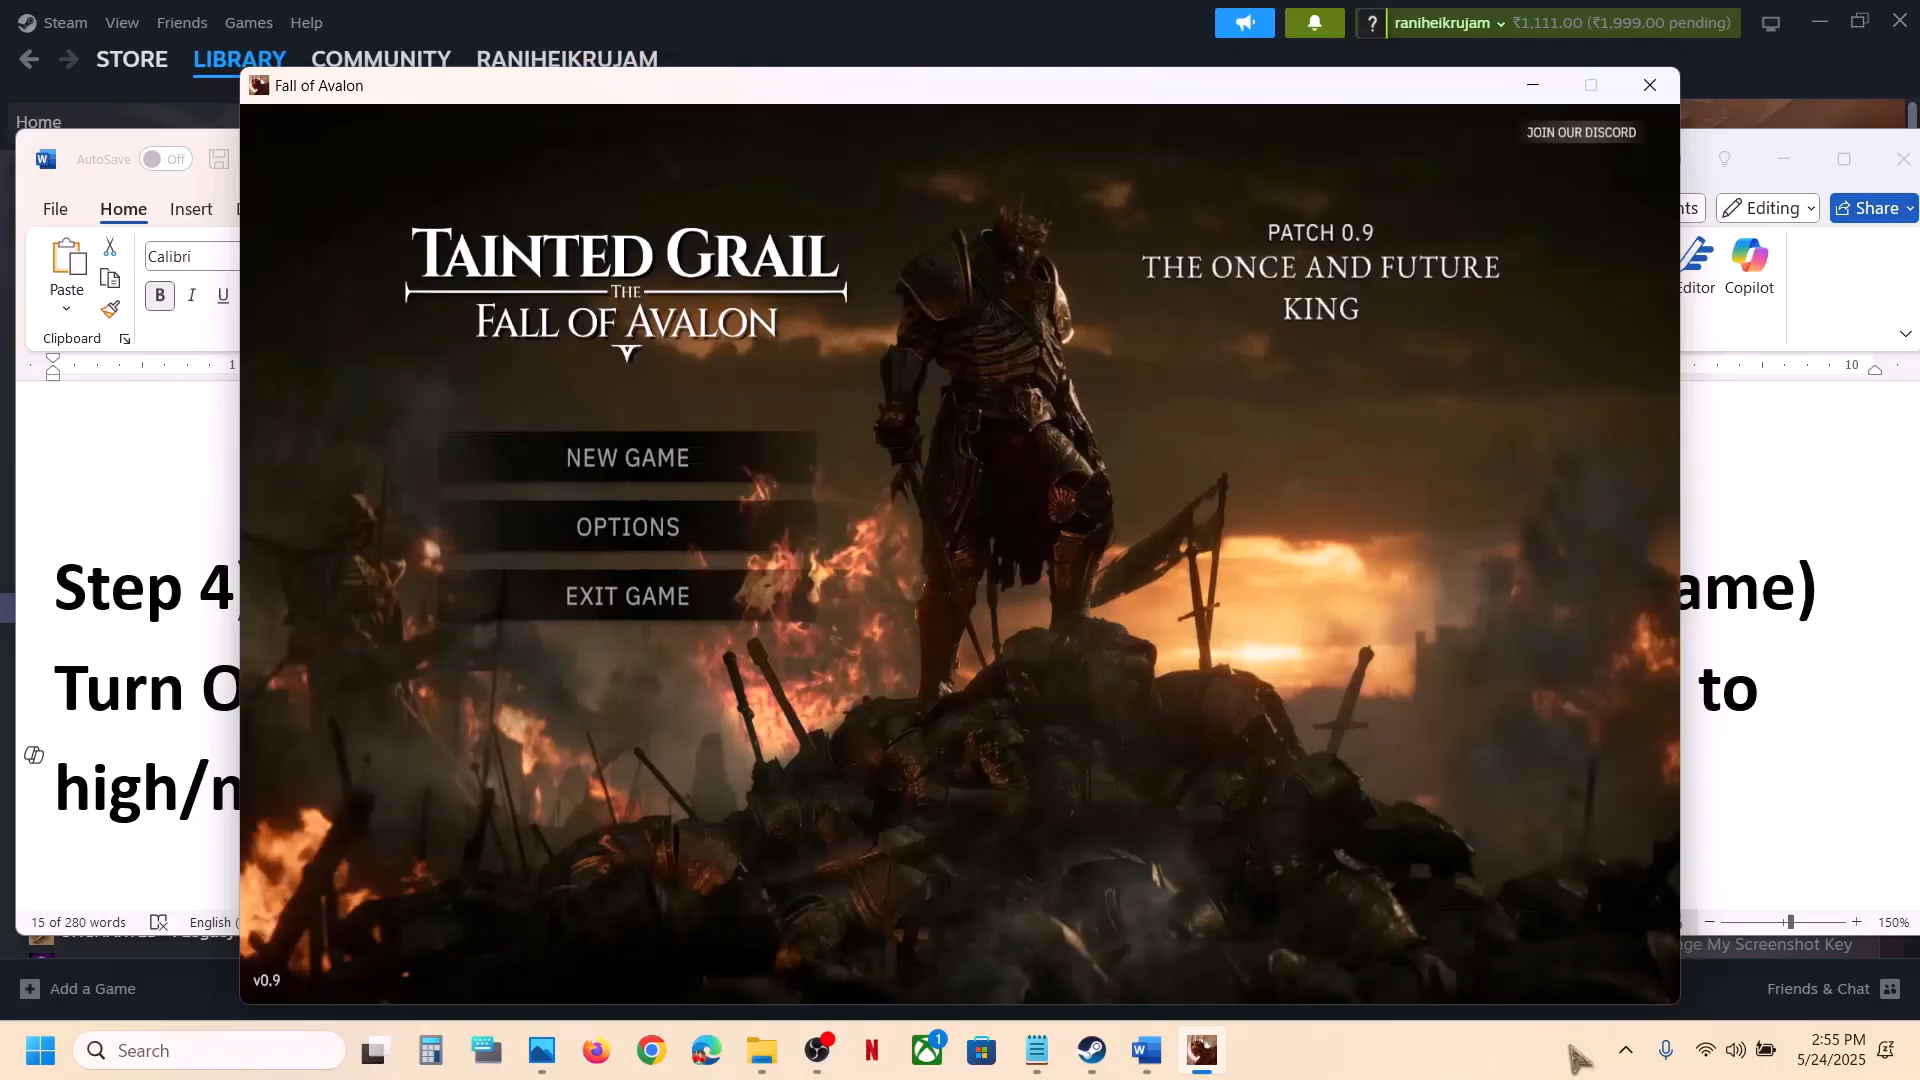 Steam View Friends Games Help
? raniheikrujam ₹1,111.00 (₹1,999.00 pending)
STORE LIBRARY COMMUNITY RANIHEIKRUJAM
Fall of Avalon
Home
JOIN OUR DISCORD
W AutoSave Off
File Home Insert
Editing Share
Calibri
Paste
B I U
Copilot
Clipboard
1
10
TAINTED GRAIL
THE
FALL OF AVALON
PATCH 0.9
THE ONCE AND FUTURE
KING
NEW GAME
OPTIONS
EXIT GAME
Step 4
Turn
to
15 of 280 words English
150%
My Screenshot Key
v0.9
Add a Game
Friends & Chat
Search
1
2:55 PM
5/24/2025